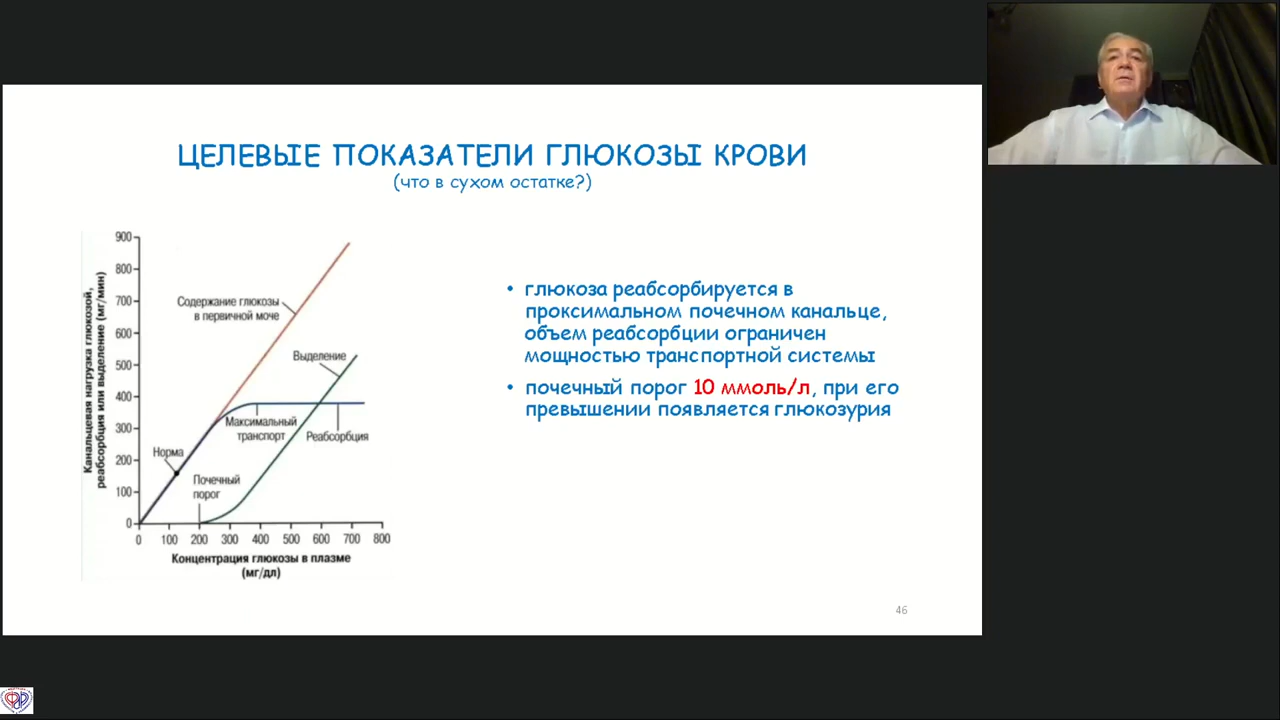 ЦЕЛЕВЫЕ ПОКАЗАТЕЛИ ГЛЮКОЗЫ КРОВИ
(что в сухом остатке?)
Канальцевая нагрузка глюкозой,
реабсорбция или выделение (мг/мин)
900
800
700
600
500
400
300
200
100
0
Содержание глюкозы
в первичной моче
Выделение
Максимальный
транспорт
Реабсорбция
Норма
Почечный
порог
0 100 200 300 400 500 600 700 800
Концентрация глюкозы в плазме
(мг/дл)
• глюкоза реабсорбируется в
проксимальном почечном канальце,
объем реабсорбции ограничен
мощностью транспортной системы
• почечный порог 10 ммоль/л, при его
превышении появляется глюкозурия
46